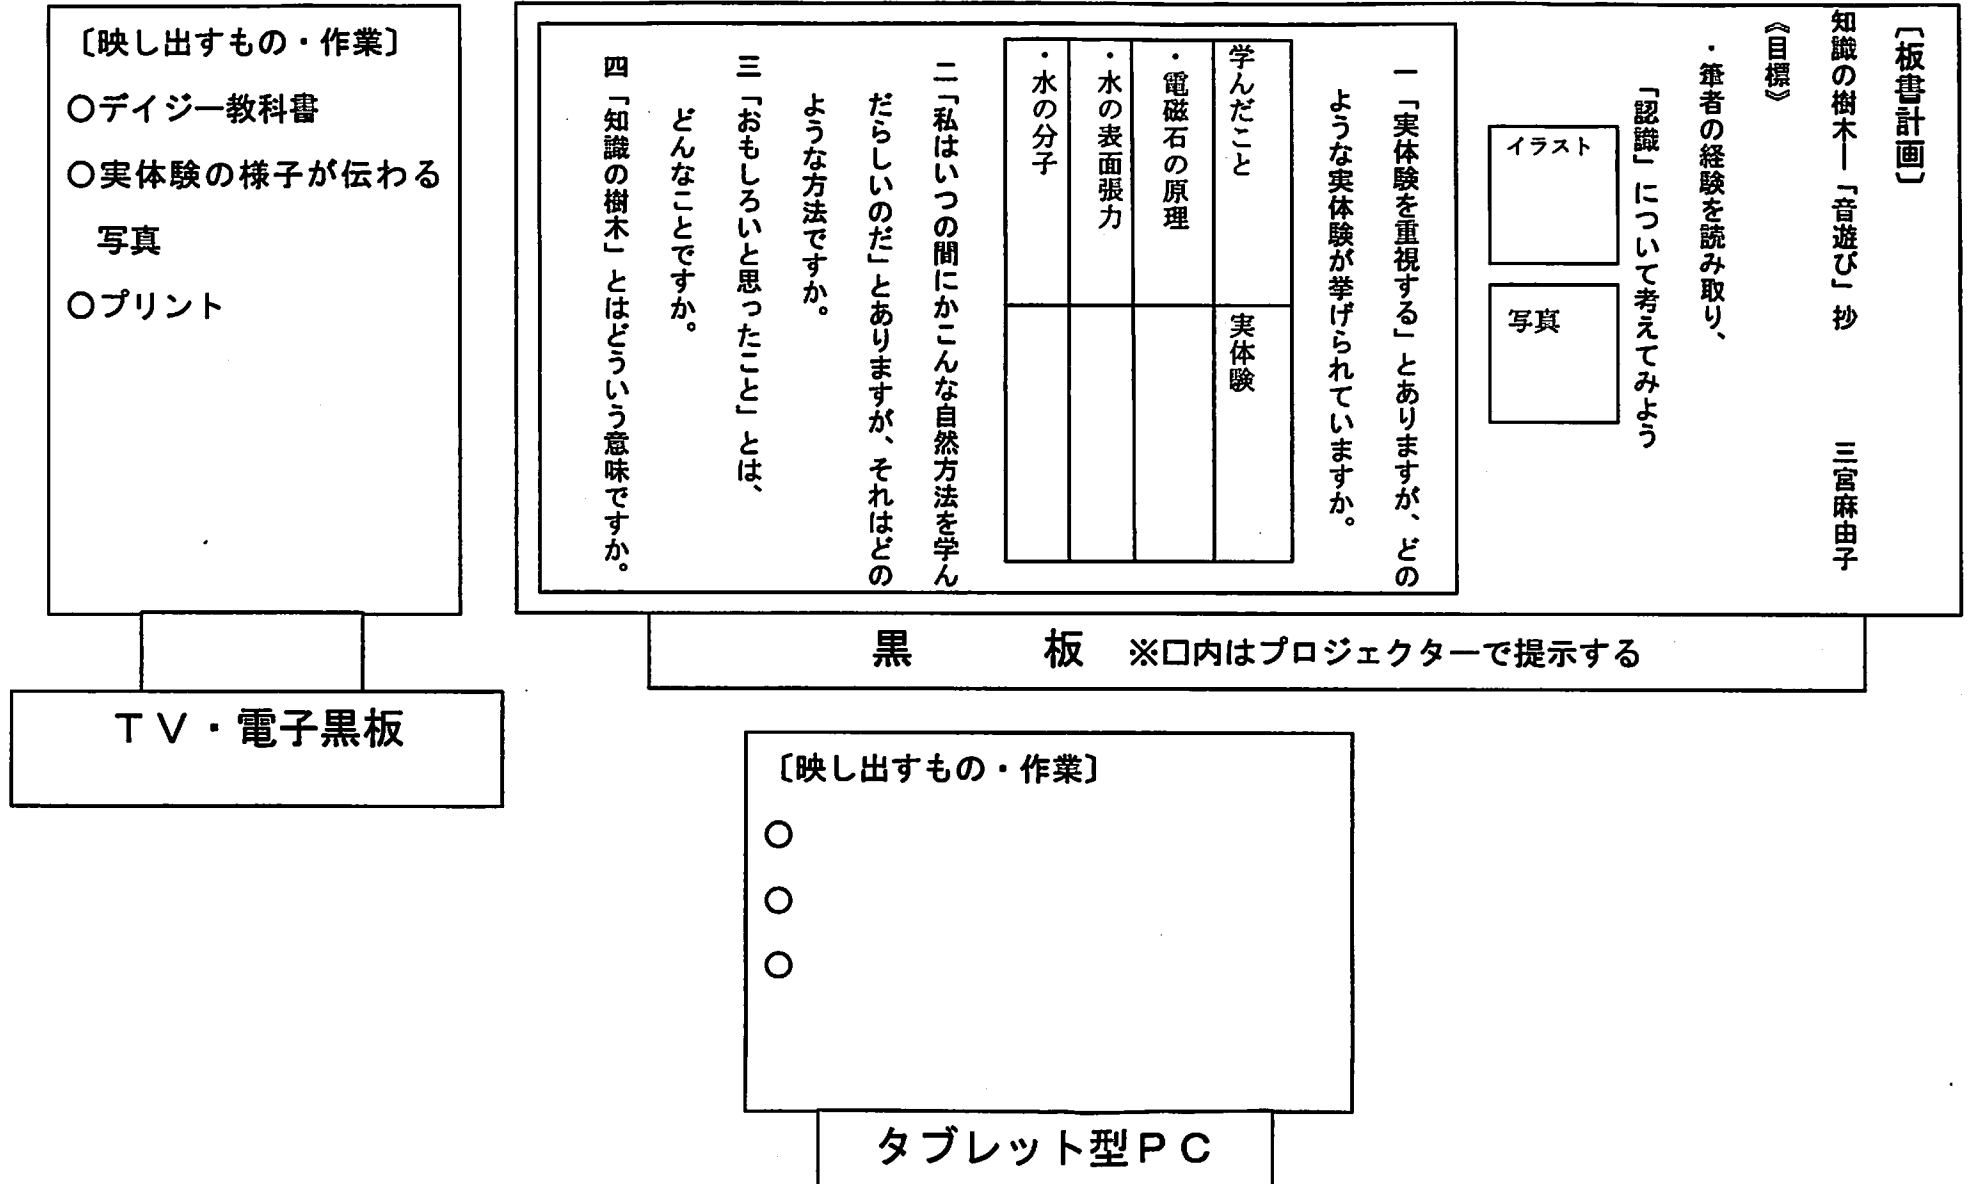 〔板書計画〕
知識の樹木―「音遊び」抄　三宮麻由子
《目標》
・筆者の経験を読み取り、
「認識」について考えてみよう
イラスト
写真
一「実体験を重視する」とありますが、どの
ような実体験が挙げられていますか。
学んだこと　実体験
・電磁石の原理
・水の表面張力
・水の分子
二「私はいつの間にかこんな自然方法を学ん
だらしいのだ」とありますが、それはどの
ような方法ですか。
三「おもしろいと思ったこと」とは、
どんなことですか。
四「知識の樹木」とはどういう意味ですか。
黒　板　※口内はプロジェクターで提示する
〔映し出すもの・作業〕
〇デイジー教科書
〇実体験の様子が伝わる
写真
〇プリント
TV・電子黒板
〔映し出すもの・作業〕
〇
〇
〇
タブレット型PC